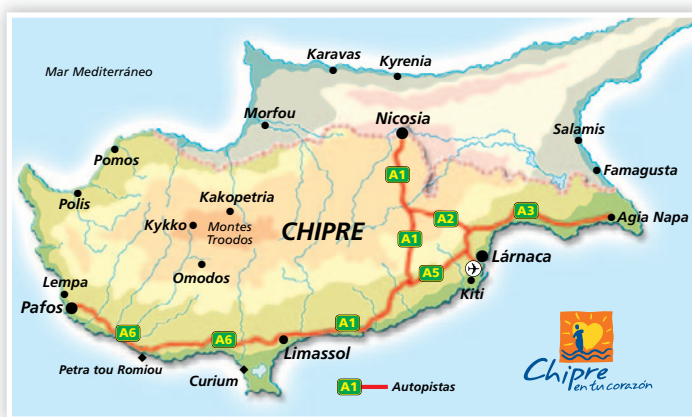 Mar Mediterráneo
Karavas
Kyrenia
Morfou
Nicosia
Salamis
Pomos
Famagusta
A1
Polis
Kakopetria
Kykko
Montes
Troodos
CHIPRE
A2
A3
Agia Napa
A1
Omodos
Lárnaca
Lempa
A5
Kiti
Pafos
A6
A6
A1
Limassol
Petra tou Romiou
Curium
A1
Autopistas
Chipre
en tu corazón